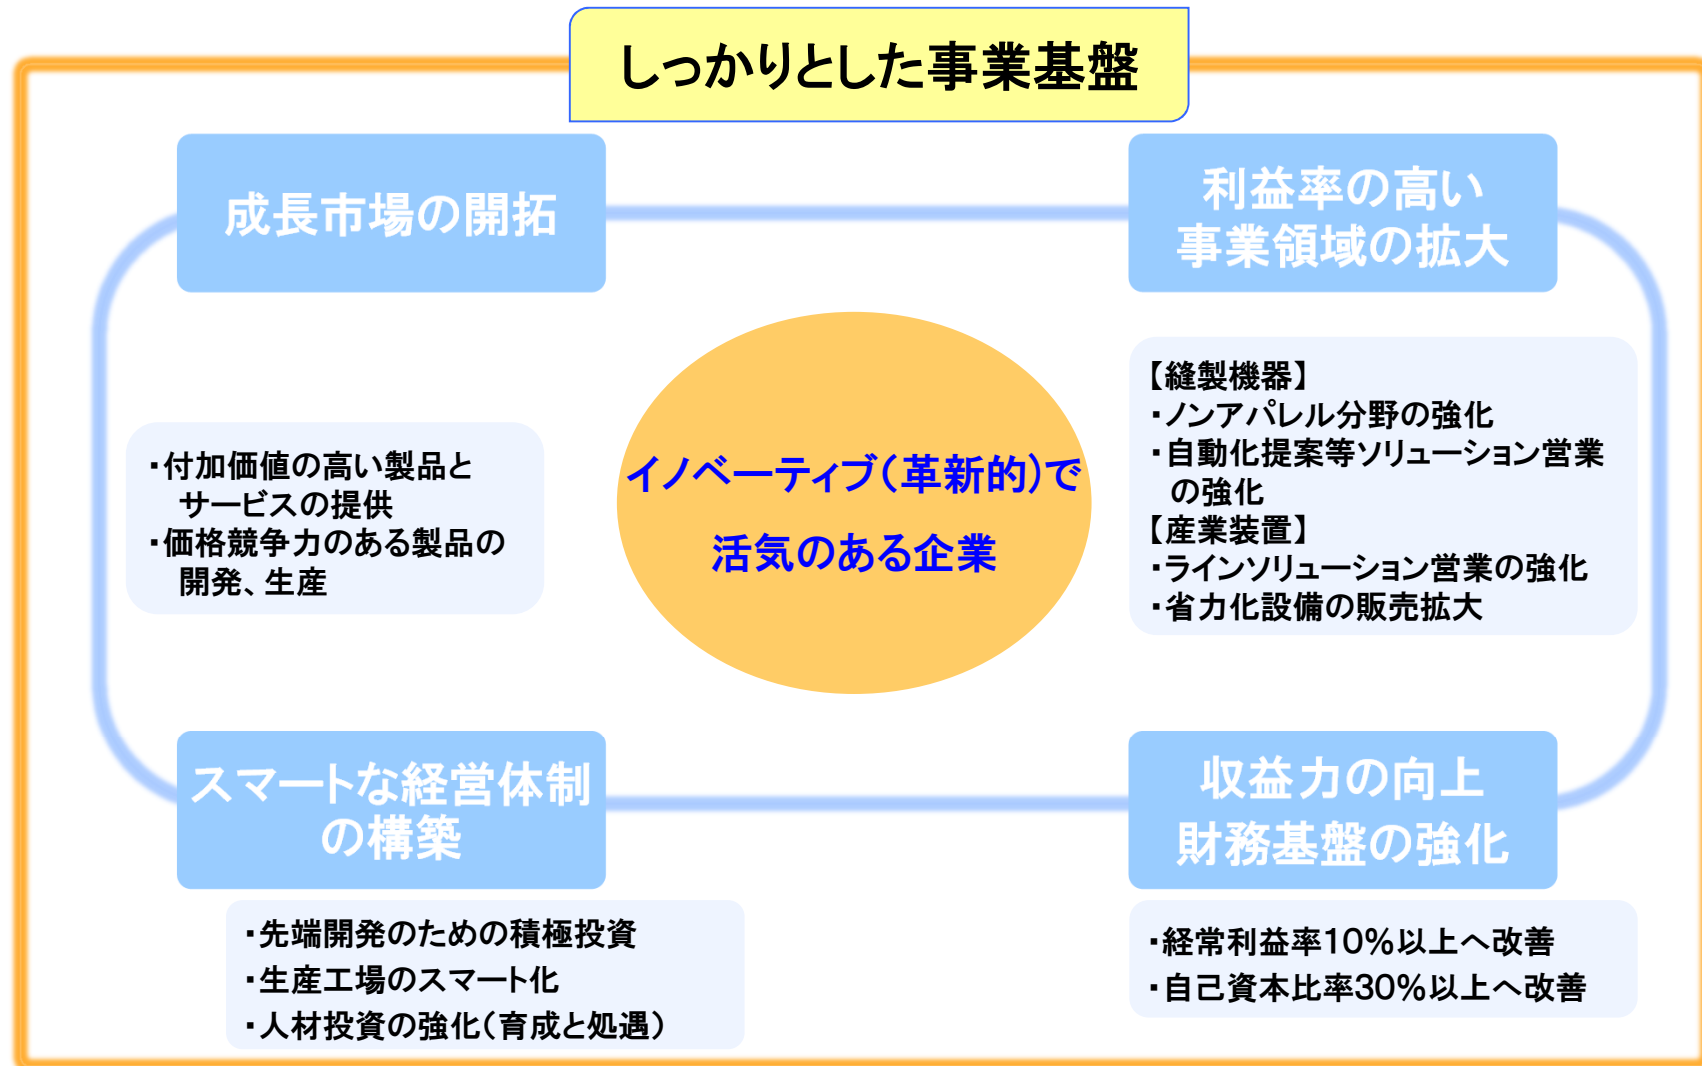 しっかりとした事業基盤
成長市場の開拓
利益率の高い
事業領域の拡大
・付加価値の高い製品と
サービスの提供
・価格競争力のある製品の
開発、生産
イノベーティブ(革新的)で
活気のある企業
【縫製機器】
・ノンアパレル分野の強化
・自動化提案等ソリューション営業
の強化
【産業装置】
・ラインソリューション営業の強化
・省力化設備の販売拡大
スマートな経営体制
の構築
・先端開発のための積極投資
・生産工場のスマート化
・人材投資の強化(育成と処遇)
収益力の向上
財務基盤の強化
・経常利益率10%以上へ改善
・自己資本比率30%以上へ改善